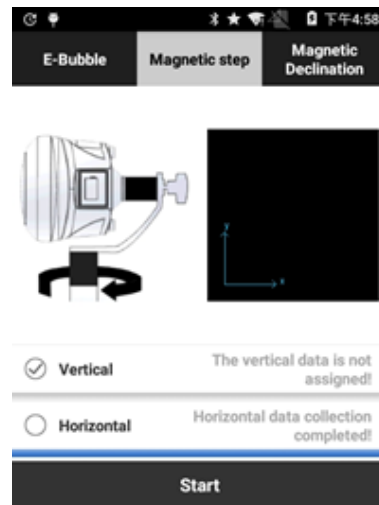 下午4:58
E-Bubble
Magnetic step
Magnetic
Declination
y
x
Vertical
The vertical data is not
assigned!
Horizontal
Horizontal data collection
completed!
Start